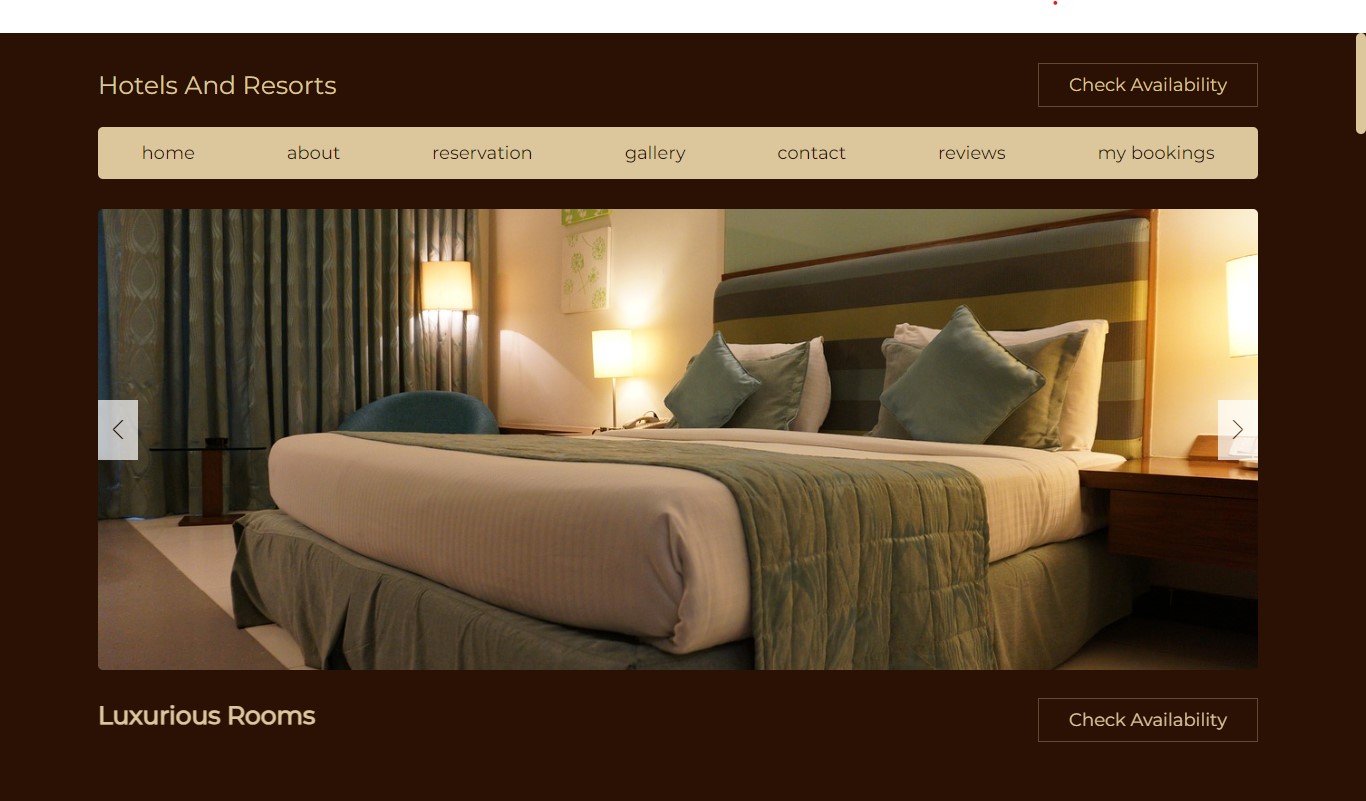 Hotels And Resorts
Check Availability
home about reservation gallery contact reviews my bookings
Luxurious Rooms
Check Availability